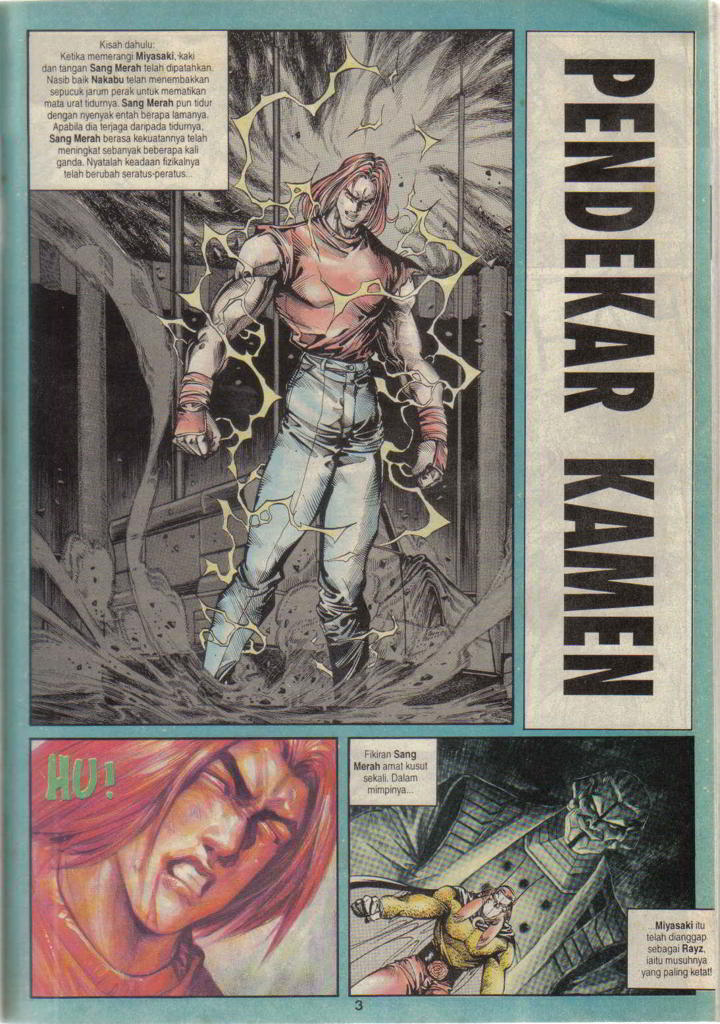 Kisah dahulu:
Ketika memerangi Miyasaki, kaki
dan tangan Sang Merah telah dipatahkan.
Nasib baik Nakabu telah menembakkan
sepucuk jarum perak untuk mematikan
mata urat tidurnya. Sang Merah pun tidur
dengan nyenyak entah berapa lamanya.
Apabila dia terjaga daripada tidurnya,
Sang Merah berasa kekuatannya telah
meningkat sebanyak beberapa kali
ganda. Nyatalah keadaan fizikalnya
telah berubah seratus-peratus...
PENDEKAR KAMEN
HU!
Fikiran Sang
Merah amat kusut
sekali. Dalam
mimpinya...
...Miyasaki itu
telah dianggap
sebagai Rayz,
iaitu musuhnya
yang paling ketat!
3